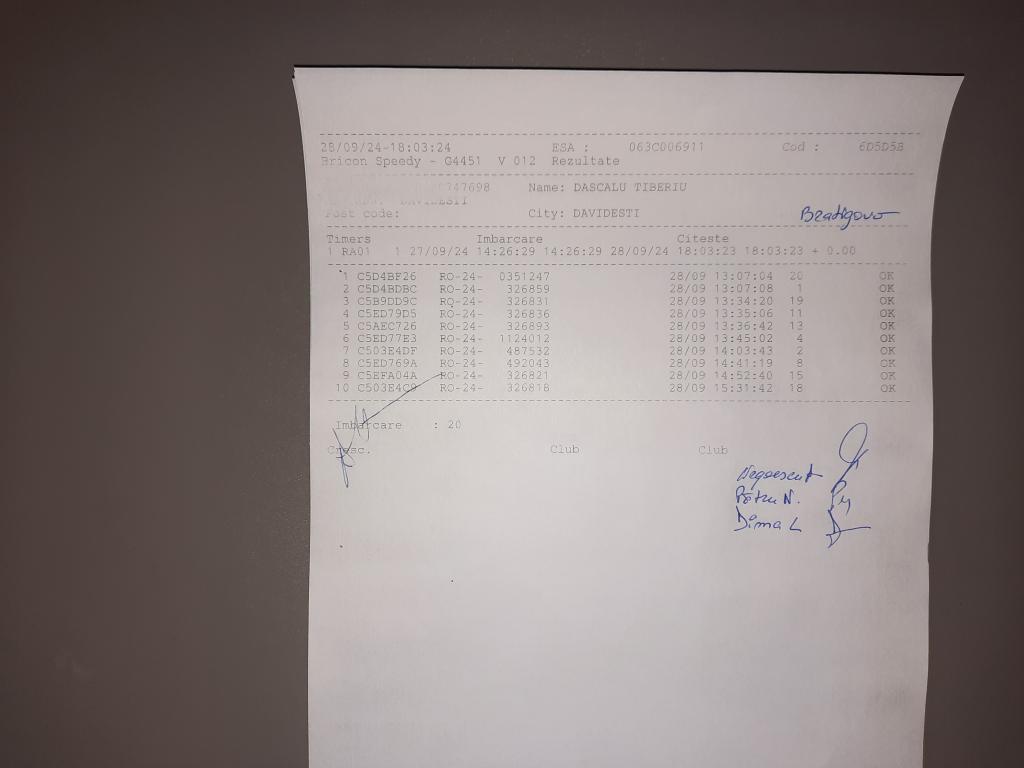 28/09/24-18:03:24 ESA : 063C006911 Cod : 6D5D5B
Bricon Speedy - G4451 V 012 Rezultate
747698 Name: DASCALU TIBERIU
DAVIDESTI
Post code: City: DAVIDESTI Bratigovo
Timers Imbarcare Citeste
1 RA01 1 27/09/24 14:26:29 14:26:29 28/09/24 18:03:23 18:03:23 + 0.00
1 C5D4BF26 RO-24- 0351247 28/09 13:07:04 20 OK
2 C5D4BDBC RO-24- 326859 28/09 13:07:08 1 OK
3 C5B9DD9C RO-24- 326831 28/09 13:34:20 19 OK
4 C5ED79D5 RO-24- 326836 28/09 13:35:06 11 OK
5 C5AEC726 RO-24- 326893 28/09 13:36:42 13 OK
6 C5ED77E3 RO-24- 1124012 28/09 13:45:02 4 OK
7 C503E4DF RO-24- 487532 28/09 14:03:43 2 OK
8 C5ED769A RO-24- 492043 28/09 14:41:19 8 OK
9 C5EFA04A RO-24- 326821 28/09 14:52:40 15 OK
10 C503E4C9 RO-24- 326818 28/09 15:31:42 18 OK
Imbarcare : 20
Cresc. Club Club
Petru N.
Dima L